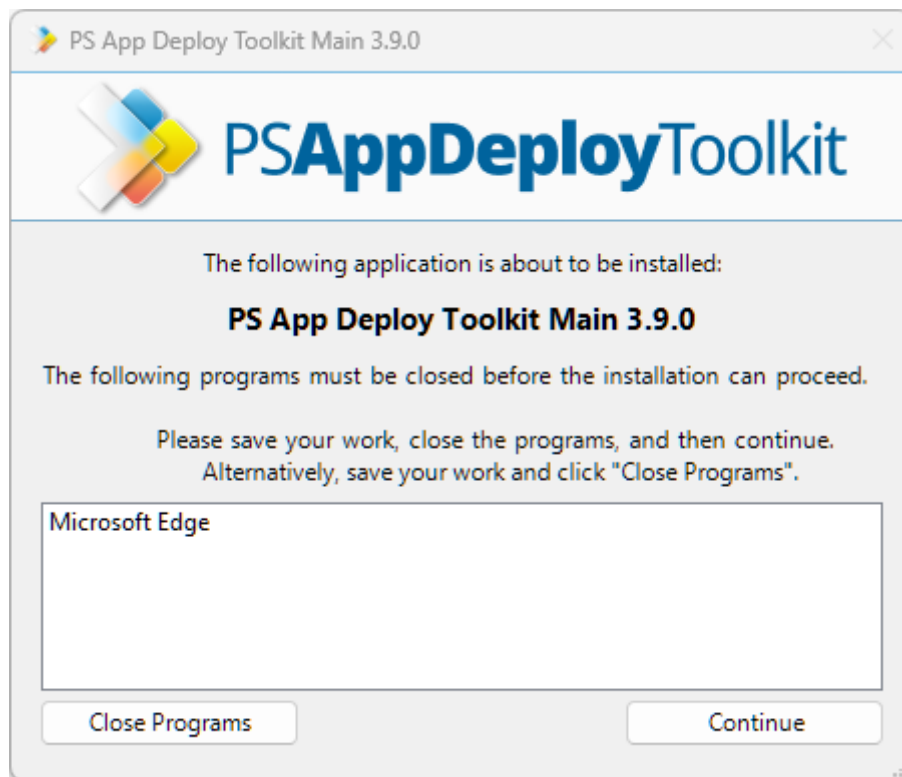 PS App Deploy Toolkit Main 3.9.0
PSAppDeployToolkit
The following application is about to be installed:
PS App Deploy Toolkit Main 3.9.0
The following programs must be closed before the installation can proceed.
Please save your work, close the programs, and then continue.
Alternatively, save your work and click "Close Programs".
Microsoft Edge
Close Programs
Continue